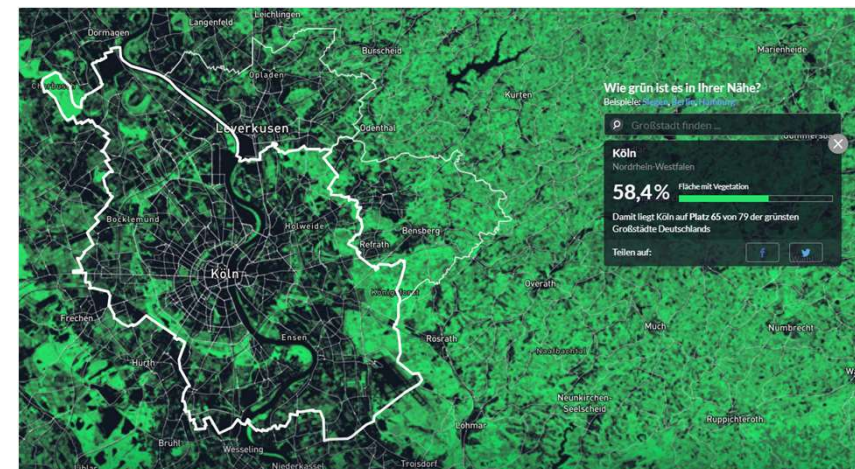 Leichlingen
Langenfeld
Dormagen
Burscheid
Marienheide
Opladen
Kürten
Leverkusen
Odenthal
Bocklemünd
Holweide
Bensberg
Refrath
Köln
Königsforst
Overath
Frechen
Ensen
Rösrath
Much
Nümbrecht
Naafbachtal
Hürth
Neunkirchen-
Seelscheid
Ruppichteroth
Lohmar
Brühl
Wesseling
Niederkassel
Troisdorf
Wie grün ist es in Ihrer Nähe?
Beispiele: Siegen, Berlin, Hamburg
Großstadt finden ...
Köln
Nordrhein-Westfalen
58,4% Fläche mit Vegetation
Damit liegt Köln auf Platz 65 von 79 der grünsten
Großstädte Deutschlands
Teilen auf: